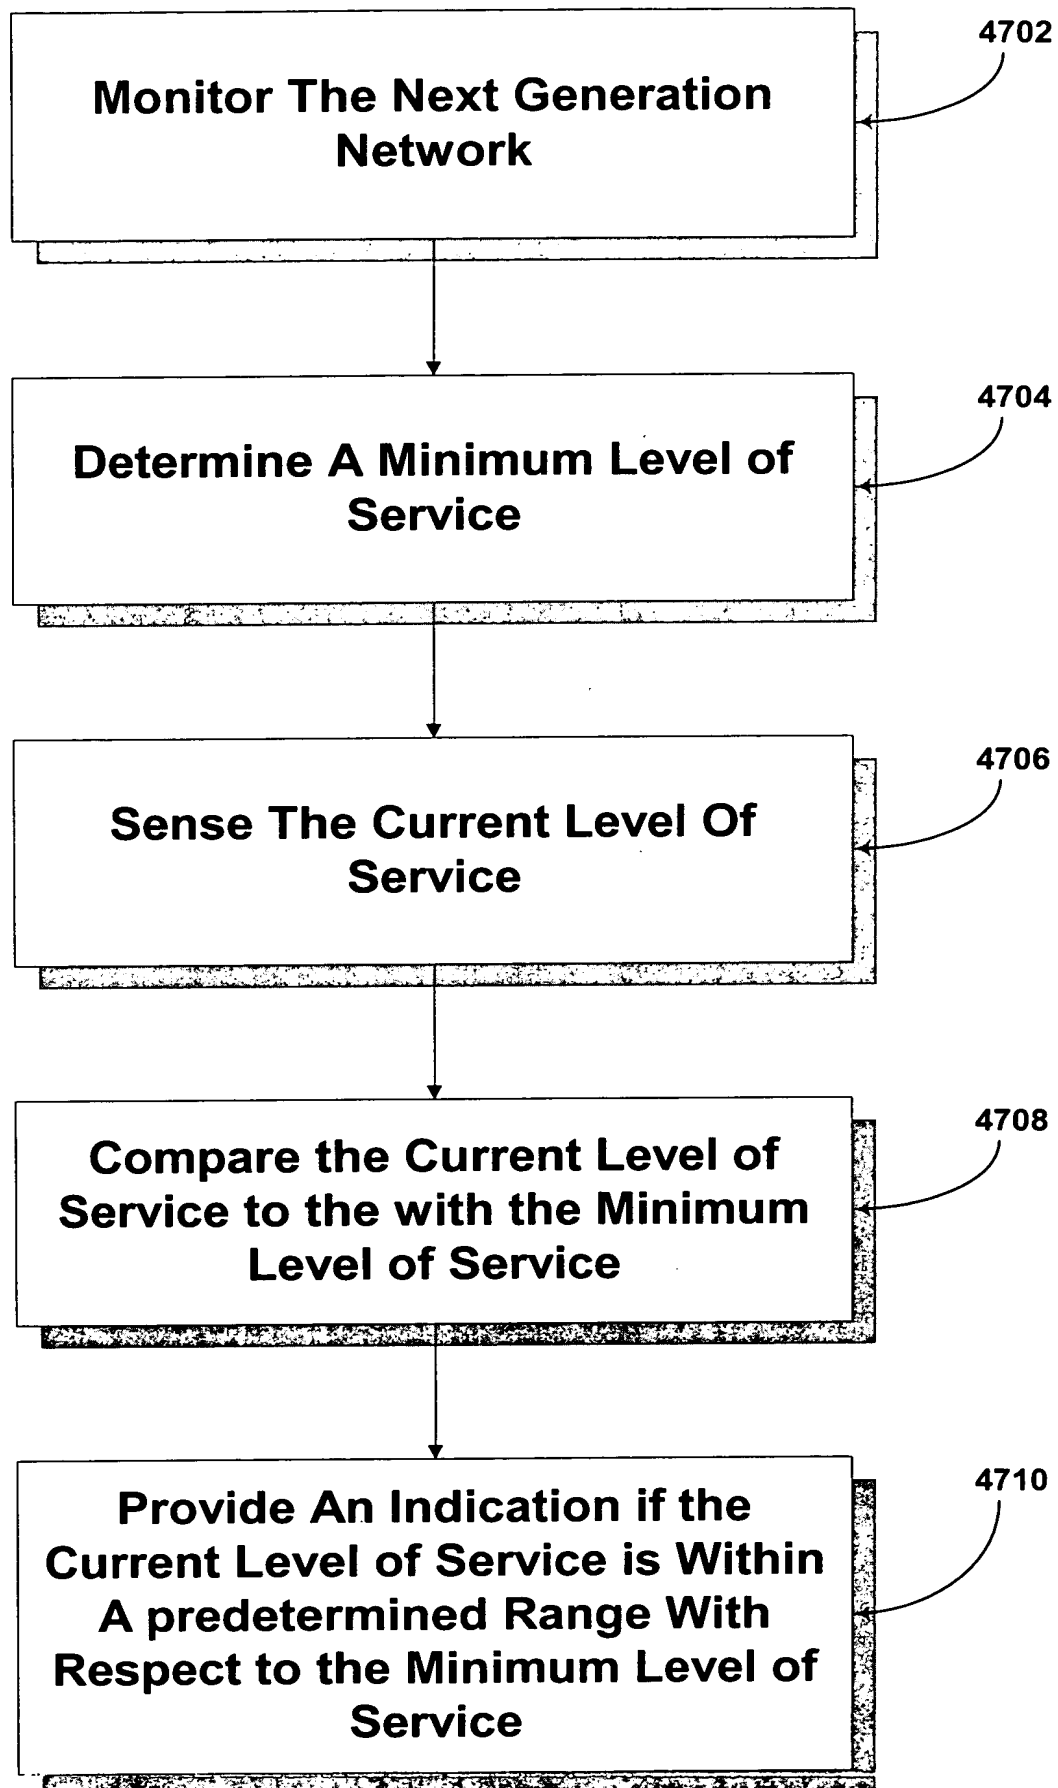 4702
Monitor The Next Generation
Network
4704
Determine A Minimum Level of
Service
4706
Sense The Current Level Of
Service
4708
Compare the Current Level of
Service to the with the Minimum
Level of Service
4710
Provide An Indication if the
Current Level of Service is Within
A predetermined Range With
Respect to the Minimum Level of
Service